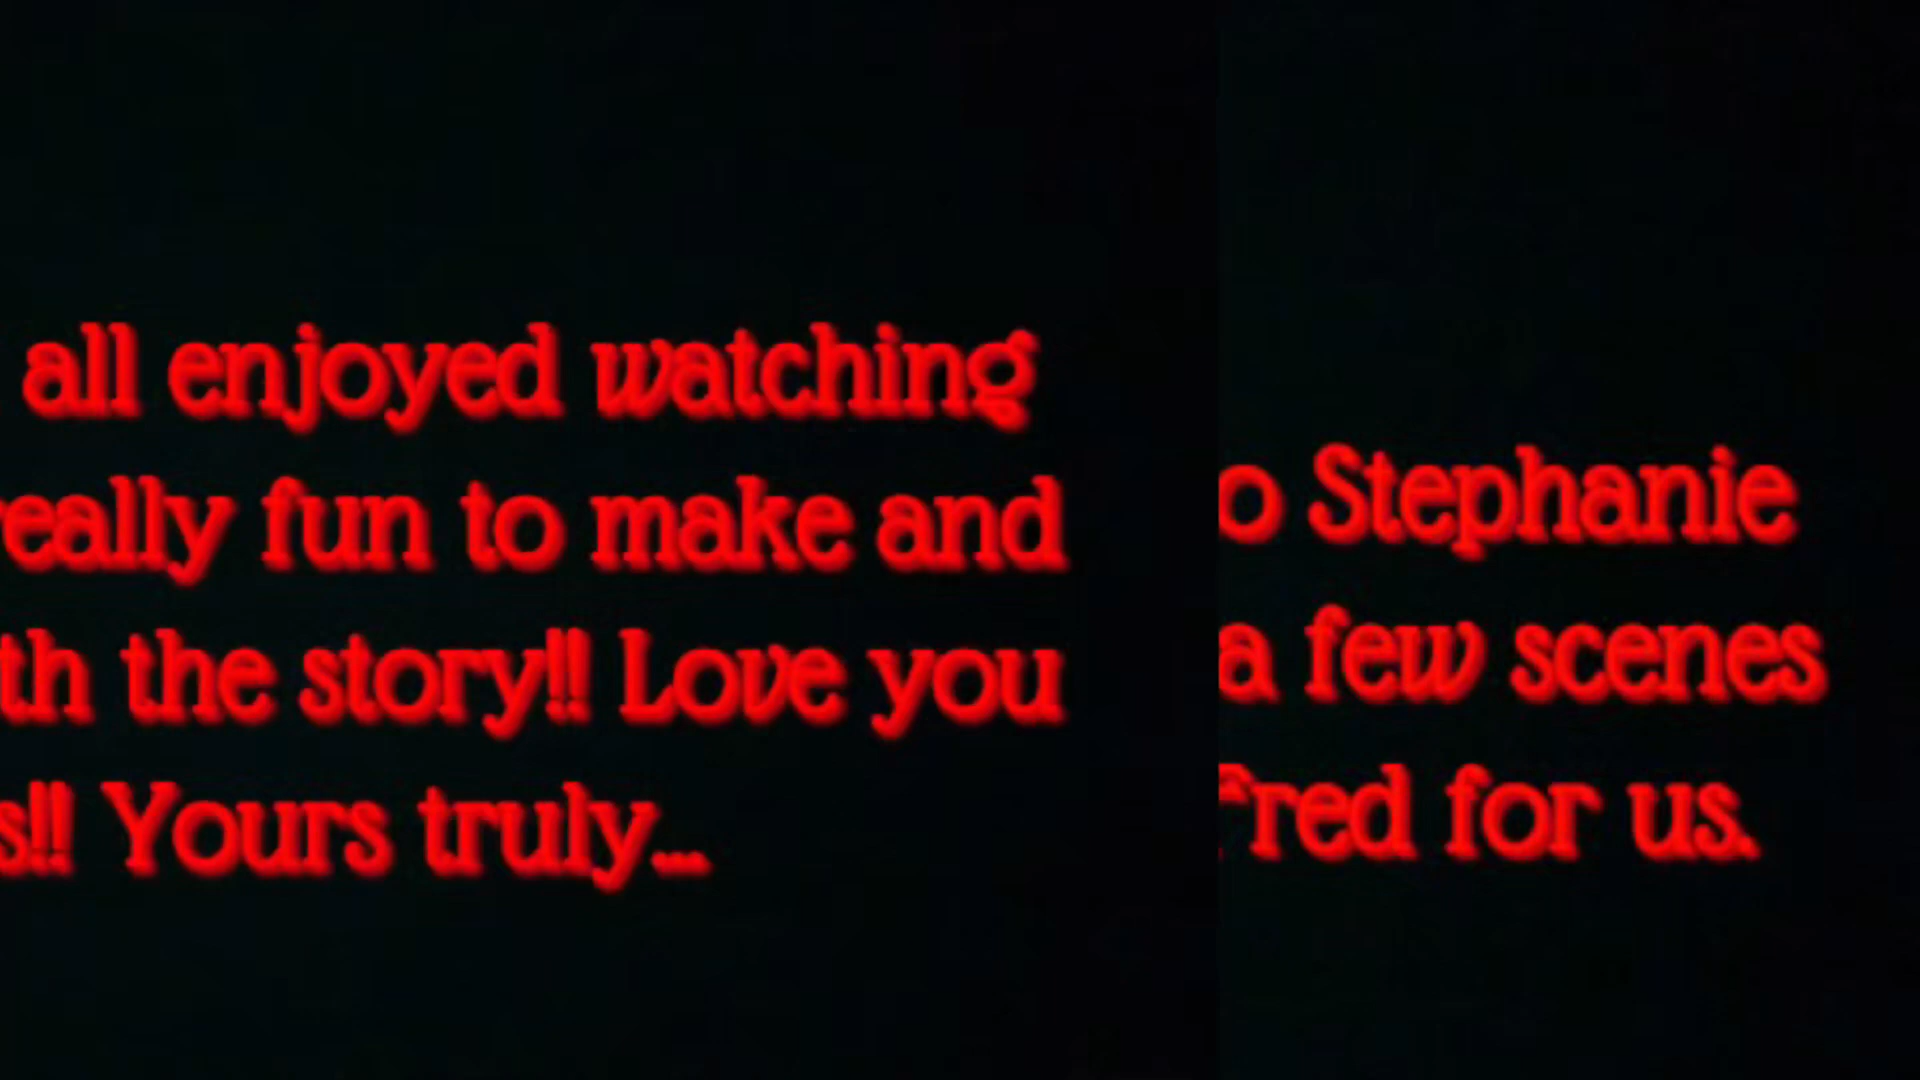 all enjoyed watching
really fun to make and
th the story!! Love you
s!! Yours truly...
o Stephanie
a few scenes
red for us.